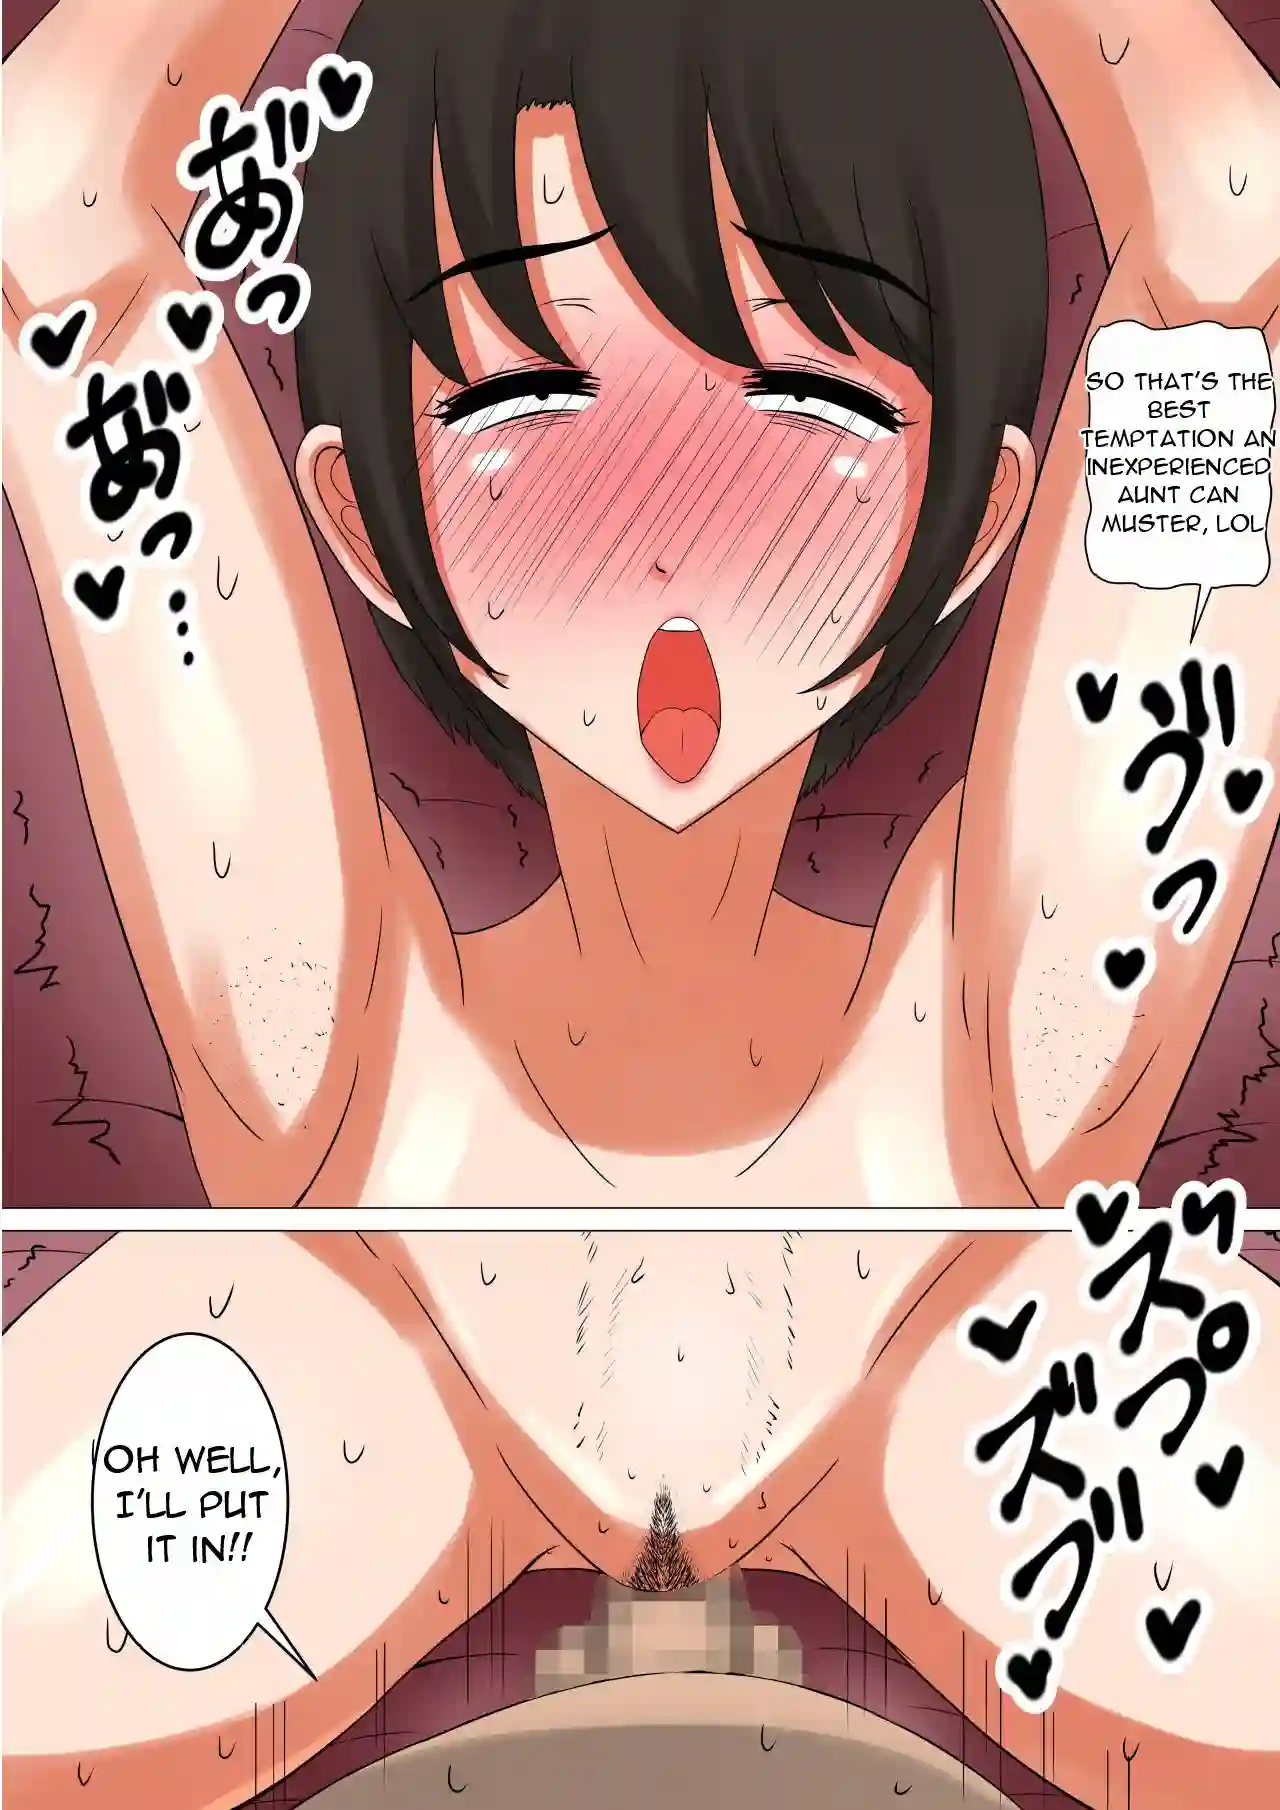 SO THAT'S THE
BEST
TEMPTATION AN
INEXPERIENCED
AUNT CAN
MUSTER, LOL
あ゛っ
あ゛っ…
ヴっ
OH WELL,
I'LL PUT
IT IN!!
ズプ
ズブ